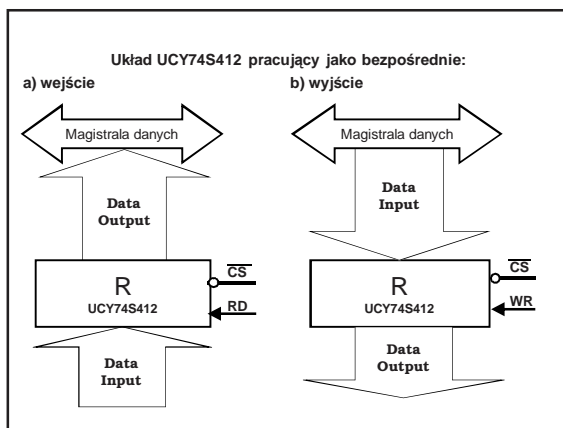 Układ UCY74S412 pracujący jako bezpośrednie:
a) wejście
b) wyjście
Magistrala danych
Magistrala danych
Data
Output
Data
Input
R
UCY74S412
CS
RD
R
UCY74S412
CS
WR
Data
Input
Data
Output